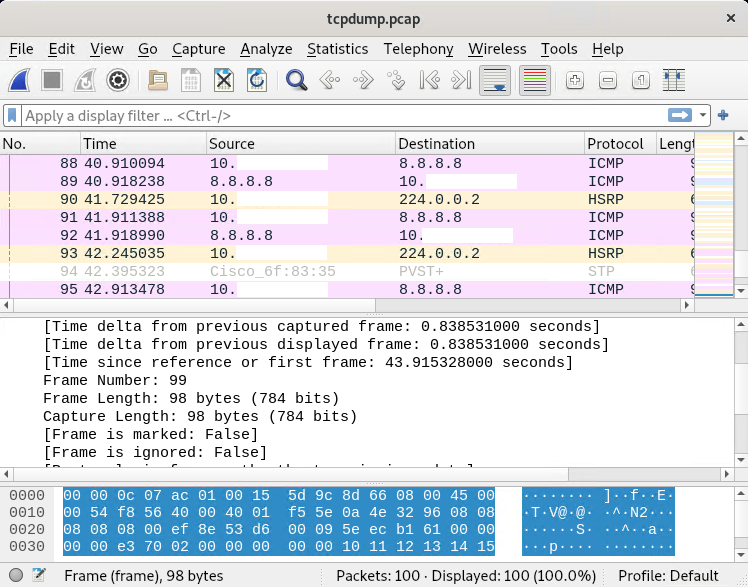 tcpdump.pcap ×
File Edit View Go Capture Analyze Statistics Telephony Wireless Tools Help
Apply a display filter ... <Ctrl-/>
No. Time Source Destination Protocol Lengt
88 40.910094 10. 8.8.8.8 ICMP 9
89 40.918238 8.8.8.8 10. ICMP 9
90 41.729425 10. 224.0.0.2 HSRP 6
91 41.911388 10. 8.8.8.8 ICMP 9
92 41.918990 8.8.8.8 10. ICMP 9
93 42.245035 10. 224.0.0.2 HSRP 6
94 42.395323 Cisco_6f:83:35 PVST+ STP 6
95 42.913478 10. 8.8.8.8 ICMP 9
[Time delta from previous captured frame: 0.838531000 seconds]
[Time delta from previous displayed frame: 0.838531000 seconds]
[Time since reference or first frame: 43.915328000 seconds]
Frame Number: 99
Frame Length: 98 bytes (784 bits)
Capture Length: 98 bytes (784 bits)
[Frame is marked: False]
[Frame is ignored: False]
0000 00 00 0c 07 ac 01 00 15 5d 9c 8d 66 08 00 45 00 ········ ]··f··E·
0010 00 54 f8 56 40 00 40 01 f5 5e 0a 4e 32 96 08 08 ·T·V@·@· ·^·N2···
0020 08 08 08 00 ef 8e 53 d6 00 09 5e ec b1 61 00 00 ······S· ··^··a··
0030 00 00 e3 70 02 00 00 00 00 00 10 11 12 13 14 15 ···p···· ········
Frame (frame), 98 bytes Packets: 100 · Displayed: 100 (100.0%) Profile: Default